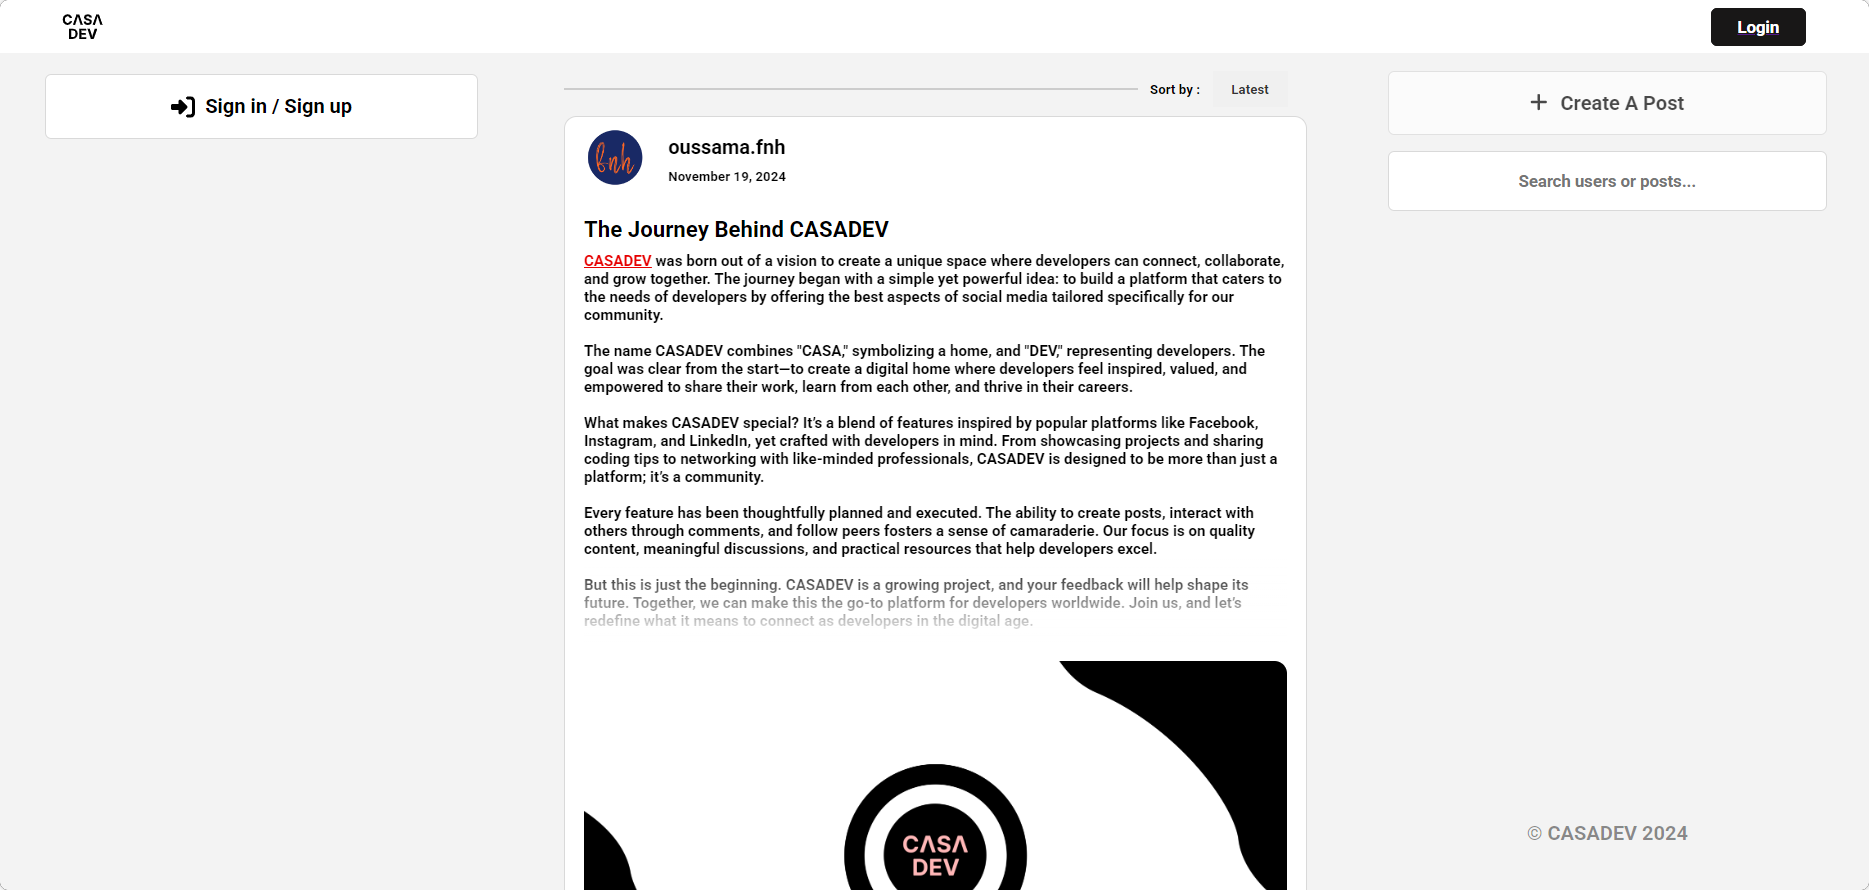 CASA
DEV
Login
Sign in / Sign up
Sort by :
Latest
Create A Post
Search users or posts...
fnh
oussama.fnh
November 19, 2024
The Journey Behind CASADEV
CASADEV was born out of a vision to create a unique space where developers can connect, collaborate,
and grow together. The journey began with a simple yet powerful idea: to build a platform that caters to
the needs of developers by offering the best aspects of social media tailored specifically for our
community.
The name CASADEV combines "CASA," symbolizing a home, and "DEV," representing developers. The
goal was clear from the start—to create a digital home where developers feel inspired, valued, and
empowered to share their work, learn from each other, and thrive in their careers.
What makes CASADEV special? It’s a blend of features inspired by popular platforms like Facebook,
Instagram, and LinkedIn, yet crafted with developers in mind. From showcasing projects and sharing
coding tips to networking with like-minded professionals, CASADEV is designed to be more than just a
platform; it’s a community.
Every feature has been thoughtfully planned and executed. The ability to create posts, interact with
others through comments, and follow peers fosters a sense of camaraderie. Our focus is on quality
content, meaningful discussions, and practical resources that help developers excel.
But this is just the beginning. CASADEV is a growing project, and your feedback will help shape its
future. Together, we can make this the go-to platform for developers worldwide. Join us, and let’s
redefine what it means to connect as developers in the digital age.
CASA
DEV
© CASADEV 2024